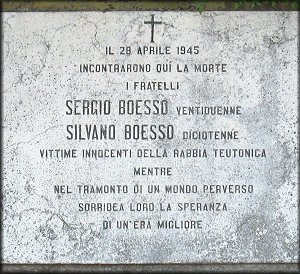 IL 28 APRILE 1945
INCONTRARONO QUÍ LA MORTE
I FRATELLI
SERGIO BOESSO VENTIDUENNE
SILVANO BOESSO DICIOTENNE
VITTIME INNOCENTI DELLA RABBIA TEUTONICA
MENTRE
NEL TRAMONTO DI UN MONDO PERVERSO
SORRIDEA LORO LA SPERANZA
DI UN'ERA MIGLIORE